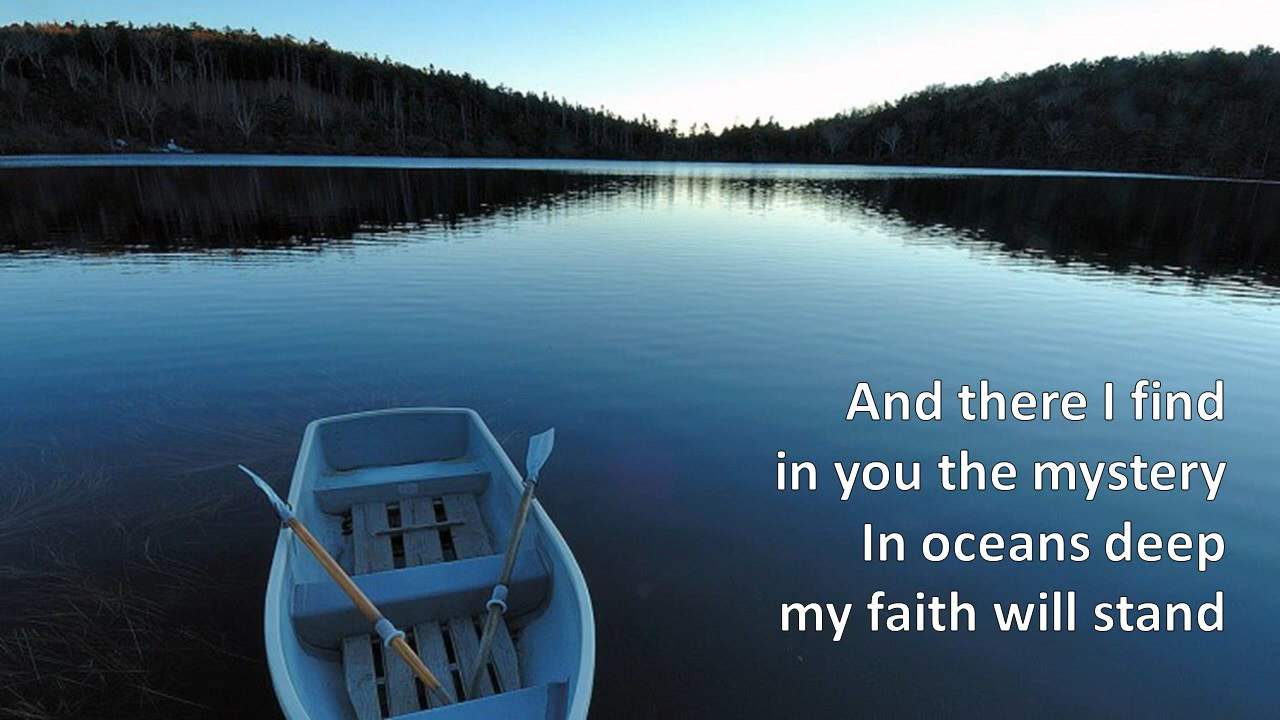 And there I find
in you the mystery
In oceans deep
my faith will stand